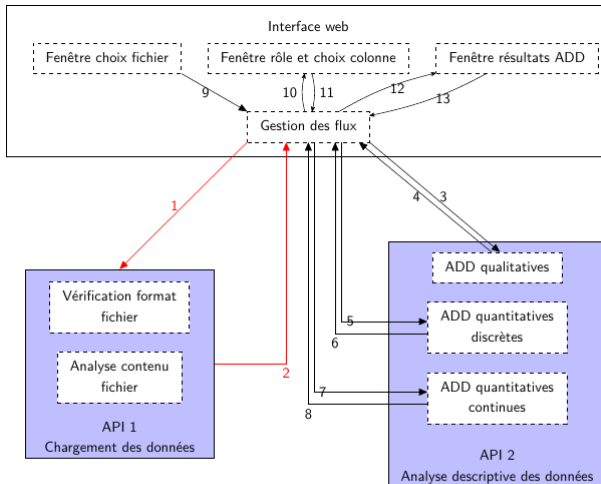 Interface web
Fenêtre choix fichier
Fenêtre rôle et choix colonne
Fenêtre résultats ADD
9
10
11
12
13
Gestion des flux
1
4
3
ADD qualitatives
Vérification format
fichier
ADD quantitatives
discrètes
5
6
Analyse contenu
fichier
2
7
8
ADD quantitatives
continues
API 1
Chargement des données
API 2
Analyse descriptive des données